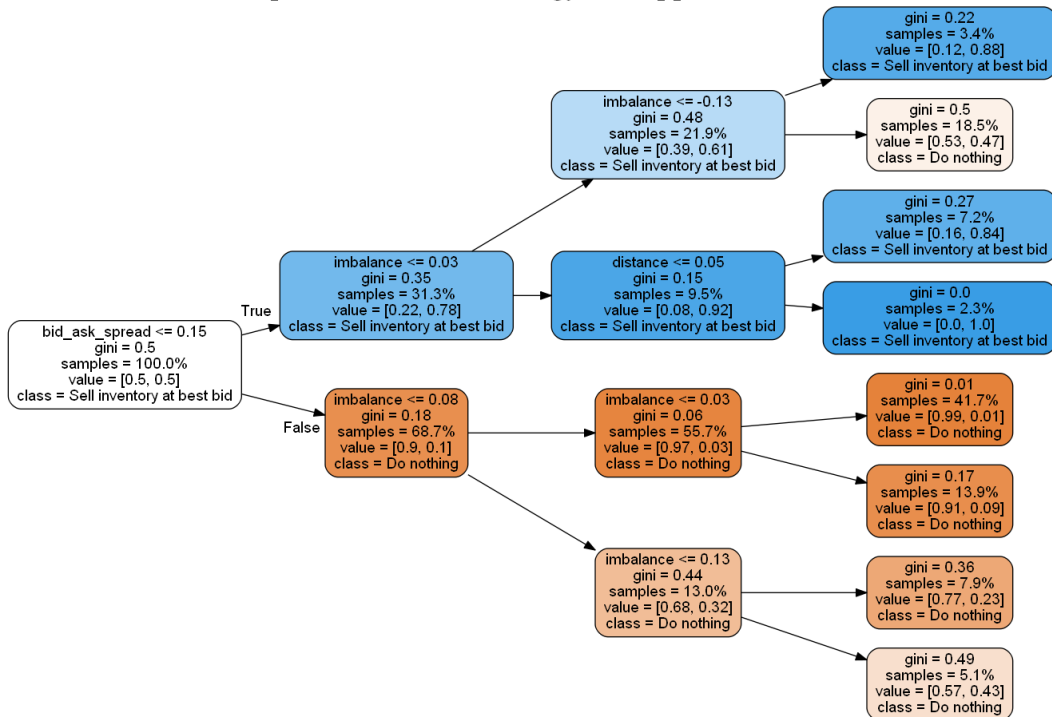 gini = 0.22
samples = 3.4%
value = [0.12, 0.88]
class = Sell inventory at best bid
imbalance <= -0.13
gini = 0.48
samples = 21.9%
value = [0.39, 0.61]
class = Sell inventory at best bid
gini = 0.5
samples = 18.5%
value = [0.53, 0.47]
class = Do nothing
gini = 0.27
samples = 7.2%
value = [0.16, 0.84]
class = Sell inventory at best bid
imbalance <= 0.03
gini = 0.35
samples = 31.3%
value = [0.22, 0.78]
class = Sell inventory at best bid
distance <= 0.05
gini = 0.15
samples = 9.5%
value = [0.08, 0.92]
class = Sell inventory at best bid
gini = 0.0
samples = 2.3%
value = [0.0, 1.0]
class = Sell inventory at best bid
True
bid_ask_spread <= 0.15
gini = 0.5
samples = 100.0%
value = [0.5, 0.5]
class = Sell inventory at best bid
False
imbalance <= 0.08
gini = 0.18
samples = 68.7%
value = [0.9, 0.1]
class = Do nothing
imbalance <= 0.03
gini = 0.06
samples = 55.7%
value = [0.97, 0.03]
class = Do nothing
gini = 0.01
samples = 41.7%
value = [0.99, 0.01]
class = Do nothing
gini = 0.17
samples = 13.9%
value = [0.91, 0.09]
class = Do nothing
imbalance <= 0.13
gini = 0.44
samples = 13.0%
value = [0.68, 0.32]
class = Do nothing
gini = 0.36
samples = 7.9%
value = [0.77, 0.23]
class = Do nothing
gini = 0.49
samples = 5.1%
value = [0.57, 0.43]
class = Do nothing